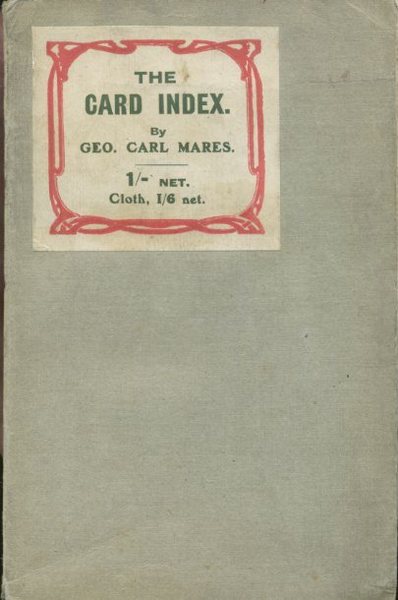 THE
CARD INDEX.
By
GEO. CARL MARES.
1/- NET.
Cloth, 1/6 net.